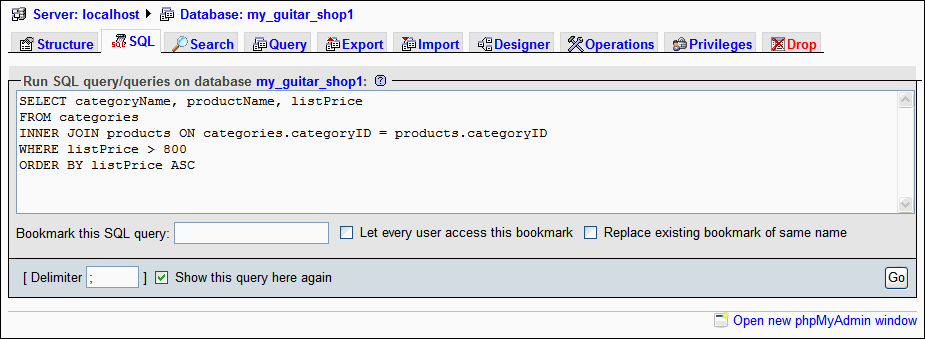 Server: localhost Database: my_guitar_shop1
Structure SQL Search Query Export Import Designer Operations Privileges Drop
Run SQL query/queries on database my_guitar_shop1:
SELECT categoryName, productName, listPrice
FROM categories
INNER JOIN products ON categories.categoryID = products.categoryID
WHERE listPrice > 800
ORDER BY listPrice ASC
Bookmark this SQL query: Let every user access this bookmark Replace existing bookmark of same name
[ Delimiter ; ] Show this query here again Go
Open new phpMyAdmin window